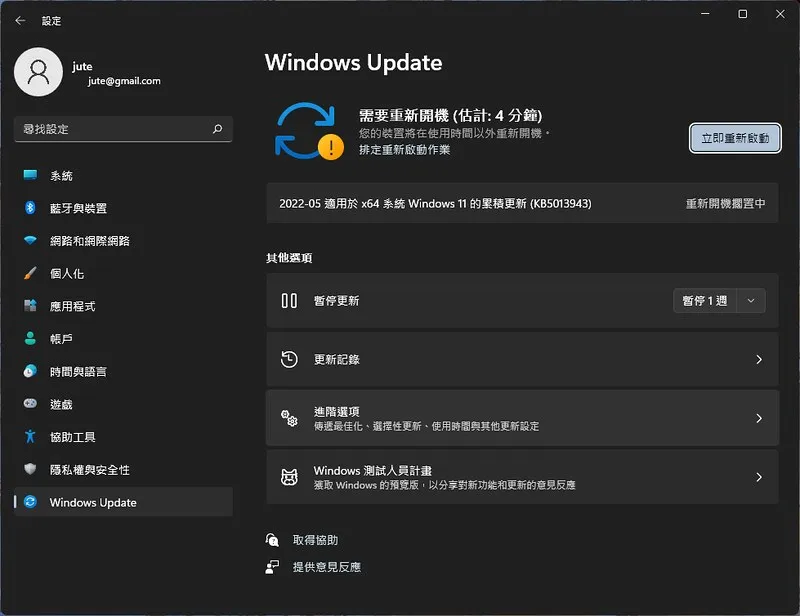 設定
jute
jute@gmail.com
尋找設定
系統
藍牙與裝置
網路和網際網路
個人化
應用程式
帳戶
時間與語言
遊戲
協助工具
隱私權與安全性
Windows Update
Windows Update
需要重新開機 (估計: 4 分鐘)
您的裝置將在使用時間以外重新開機。
排定重新啟動作業
立即重新啟動
2022-05 適用於 x64 系統 Windows 11 的累積更新 (KB5013943)
重新開機擱置中
其他選項
暫停更新
暫停 1 週
更新記錄
進階選項
傳遞最佳化、選擇性更新、使用時間與其他更新設定
Windows 測試人員計畫
獲取 Windows 的預覽版，以分享對新功能和更新的意見反應
取得協助
提供意見反應